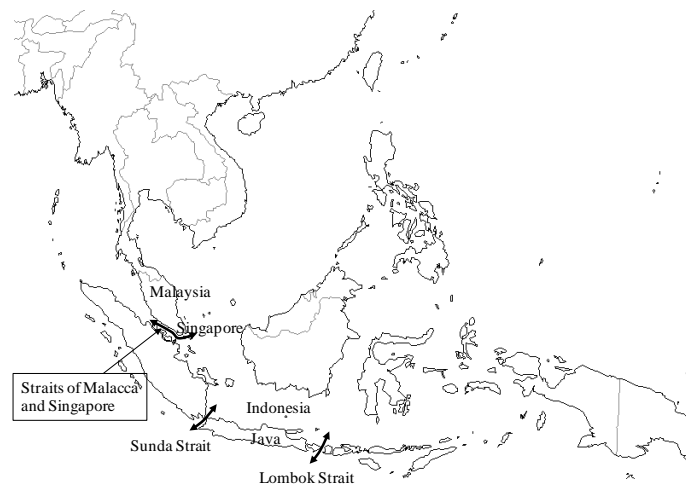 Malaysia
Singapore
Straits of Malacca
and Singapore
Indonesia
Java
Sunda Strait
Lombok Strait